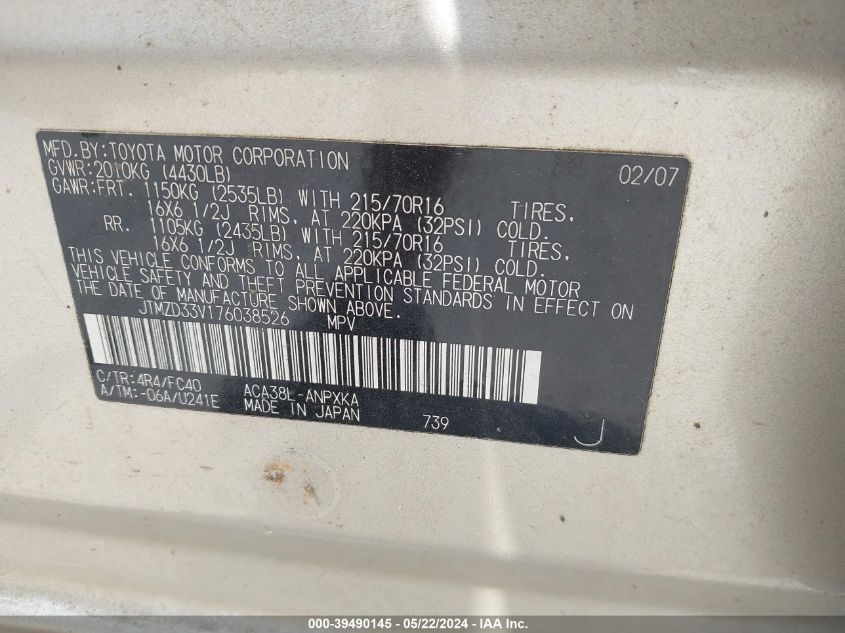 MFD.BY:TOYOTA MOTOR CORPORATION 02/07
GVWR:2010KG (4430LB)
GAWR:FRT. 1150KG (2535LB) WITH 215/70R16 TIRES,
16X6 1/2J RIMS, AT 220KPA (32PSI) COLD.
RR. 1105KG (2435LB) WITH 215/70R16 TIRES,
16X6 1/2J RIMS, AT 220KPA (32PSI) COLD.
THIS VEHICLE CONFORMS TO ALL APPLICABLE FEDERAL MOTOR
VEHICLE SAFETY AND THEFT PREVENTION STANDARDS IN EFFECT ON
THE DATE OF MANUFACTURE SHOWN ABOVE.
JTMZD33V176038526 MPV
C/TR:4R4/FC40 ACA38L-ANPXKA
A/TM:-06A/U241E MADE IN JAPAN 739 J
000-39490145 - 05/22/2024 - IAA Inc.